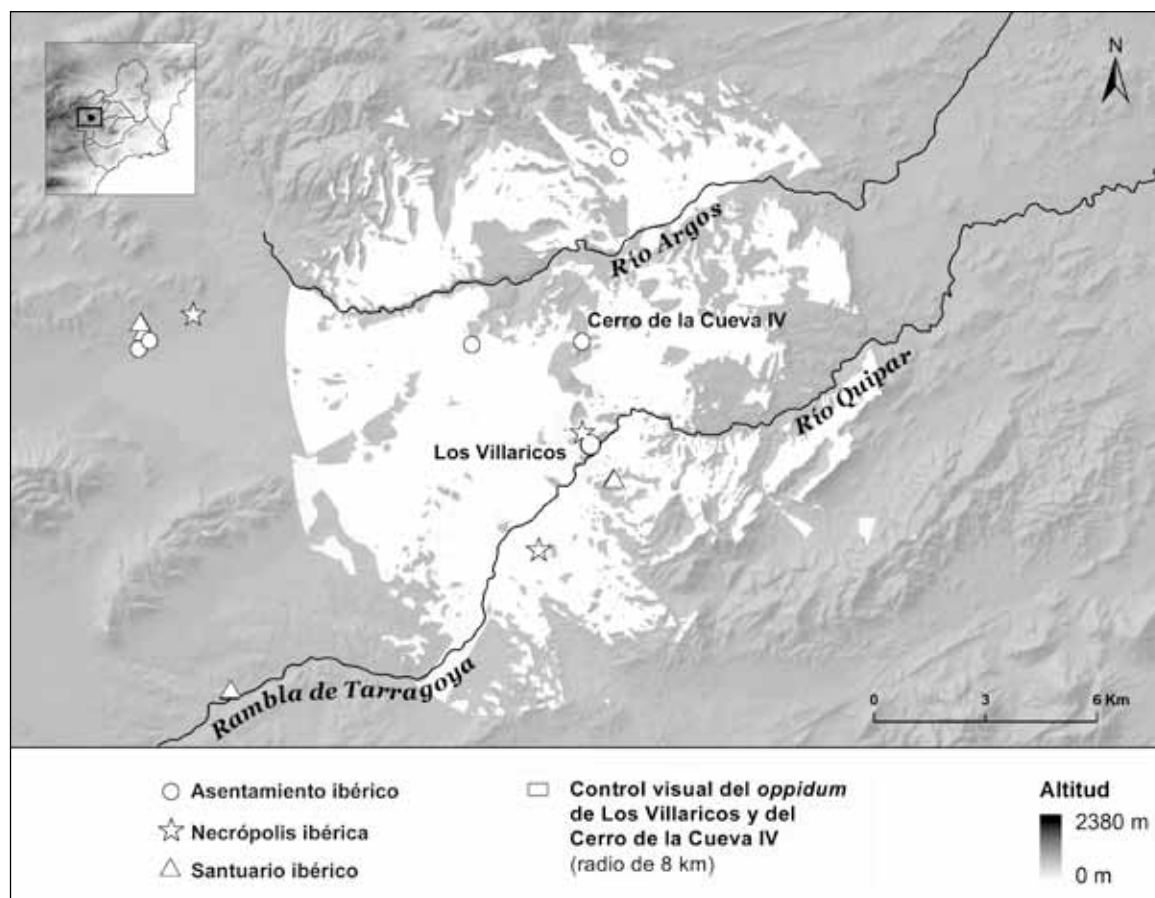 N
Río Argos
Cerro de la Cueva IV
Río Quipar
Los Villaricos
Rambla de Tarragoya
0 3 6 Km
Asentamiento ibérico
Necrópolis ibérica
Santuario ibérico
Control visual del oppidum
de Los Villaricos y del
Cerro de la Cueva IV
(radio de 8 km)
Altitud
2380 m
0 m